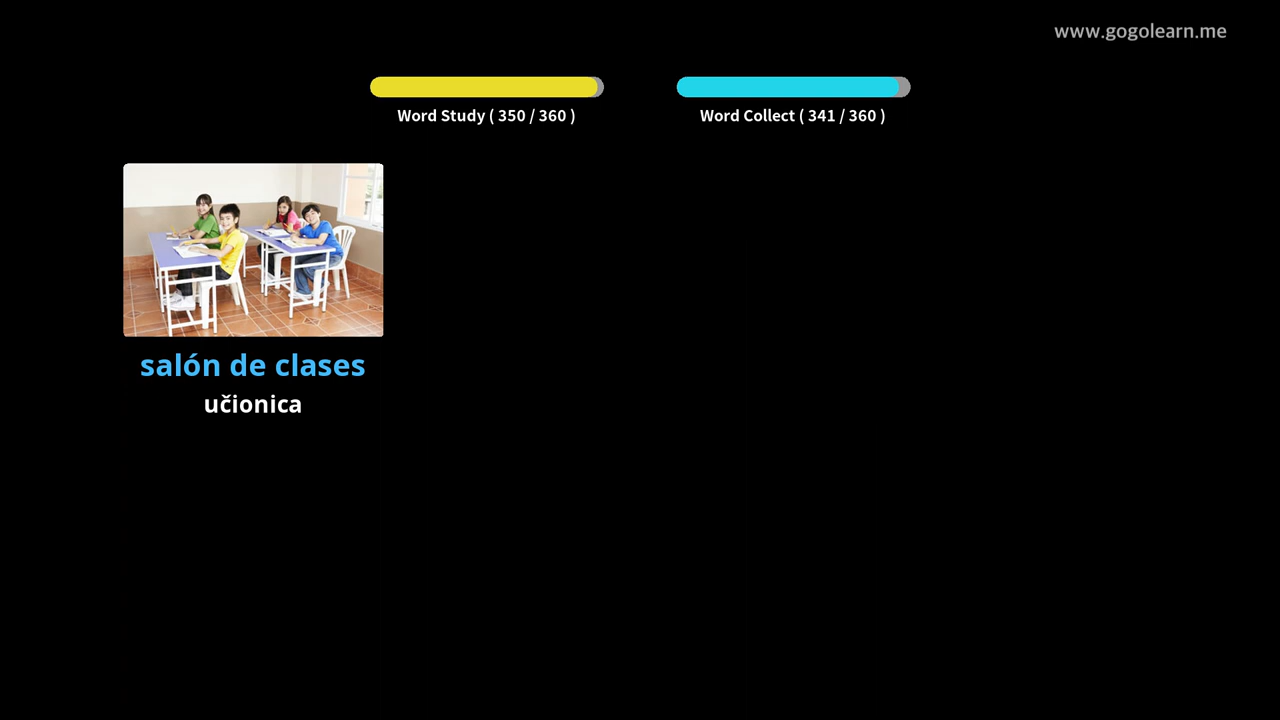 www.gogolearn.me
Word Study ( 350 / 360 )
Word Collect ( 341 / 360 )
salón de clases
učionica